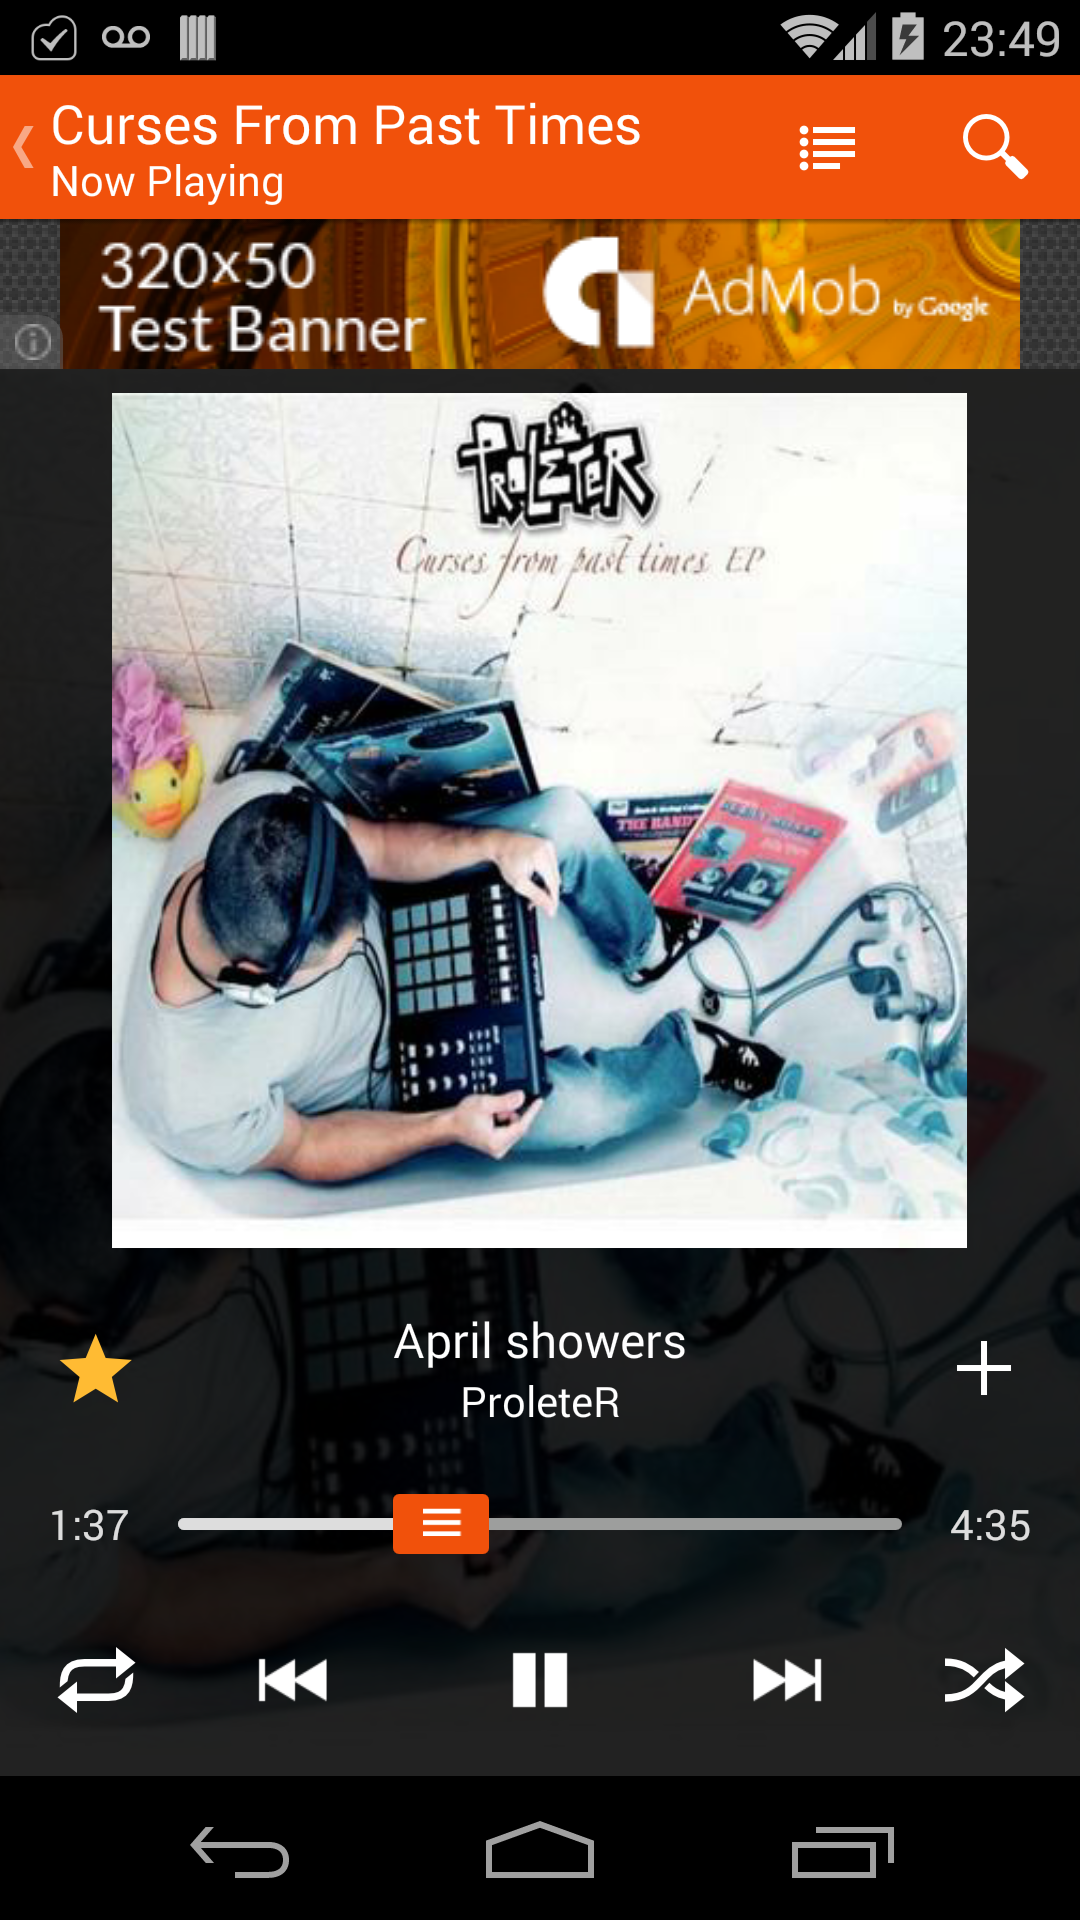 23:49
Curses From Past Times
Now Playing
320x50
Test Banner
AdMob by Google
PROLETER
Curses from past times EP
THE BAND
April showers
ProleteR
1:37
4:35